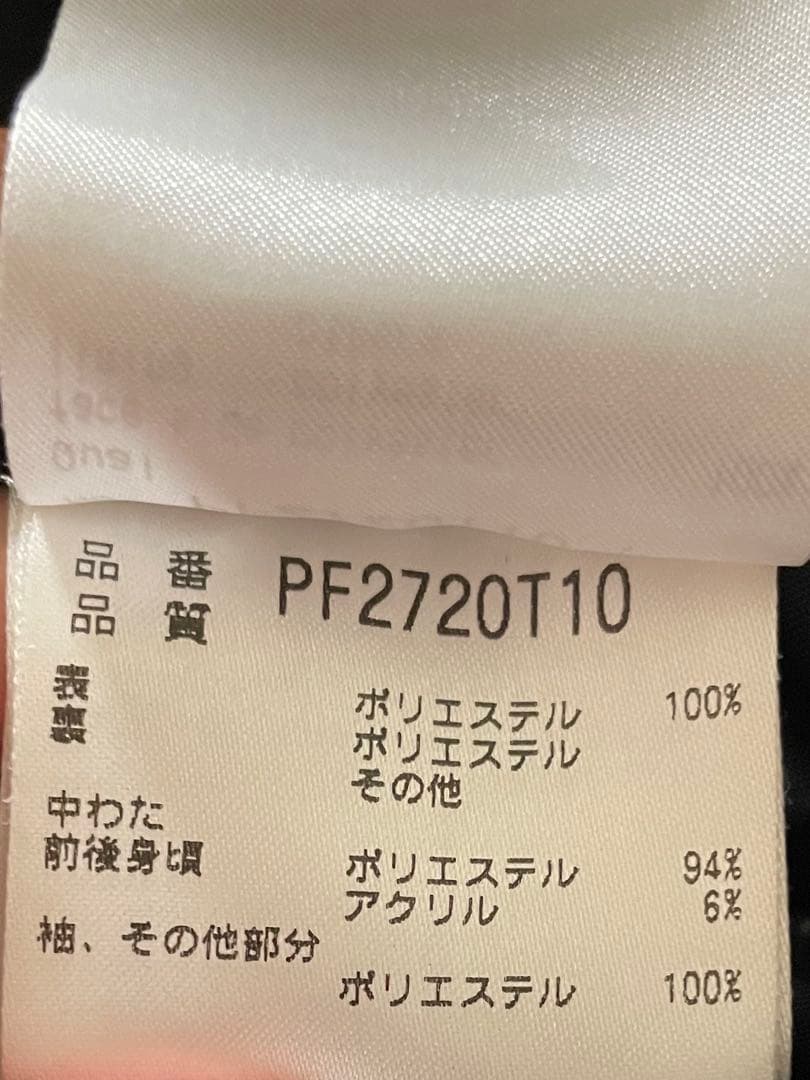 品 番 PF2720T10
品 質
表 ポリエステル 100%
裏 ポリエステル
その他
中わた
前後身頃 ポリエステル 94%
アクリル 6%
袖、その他部分
ポリエステル 100%